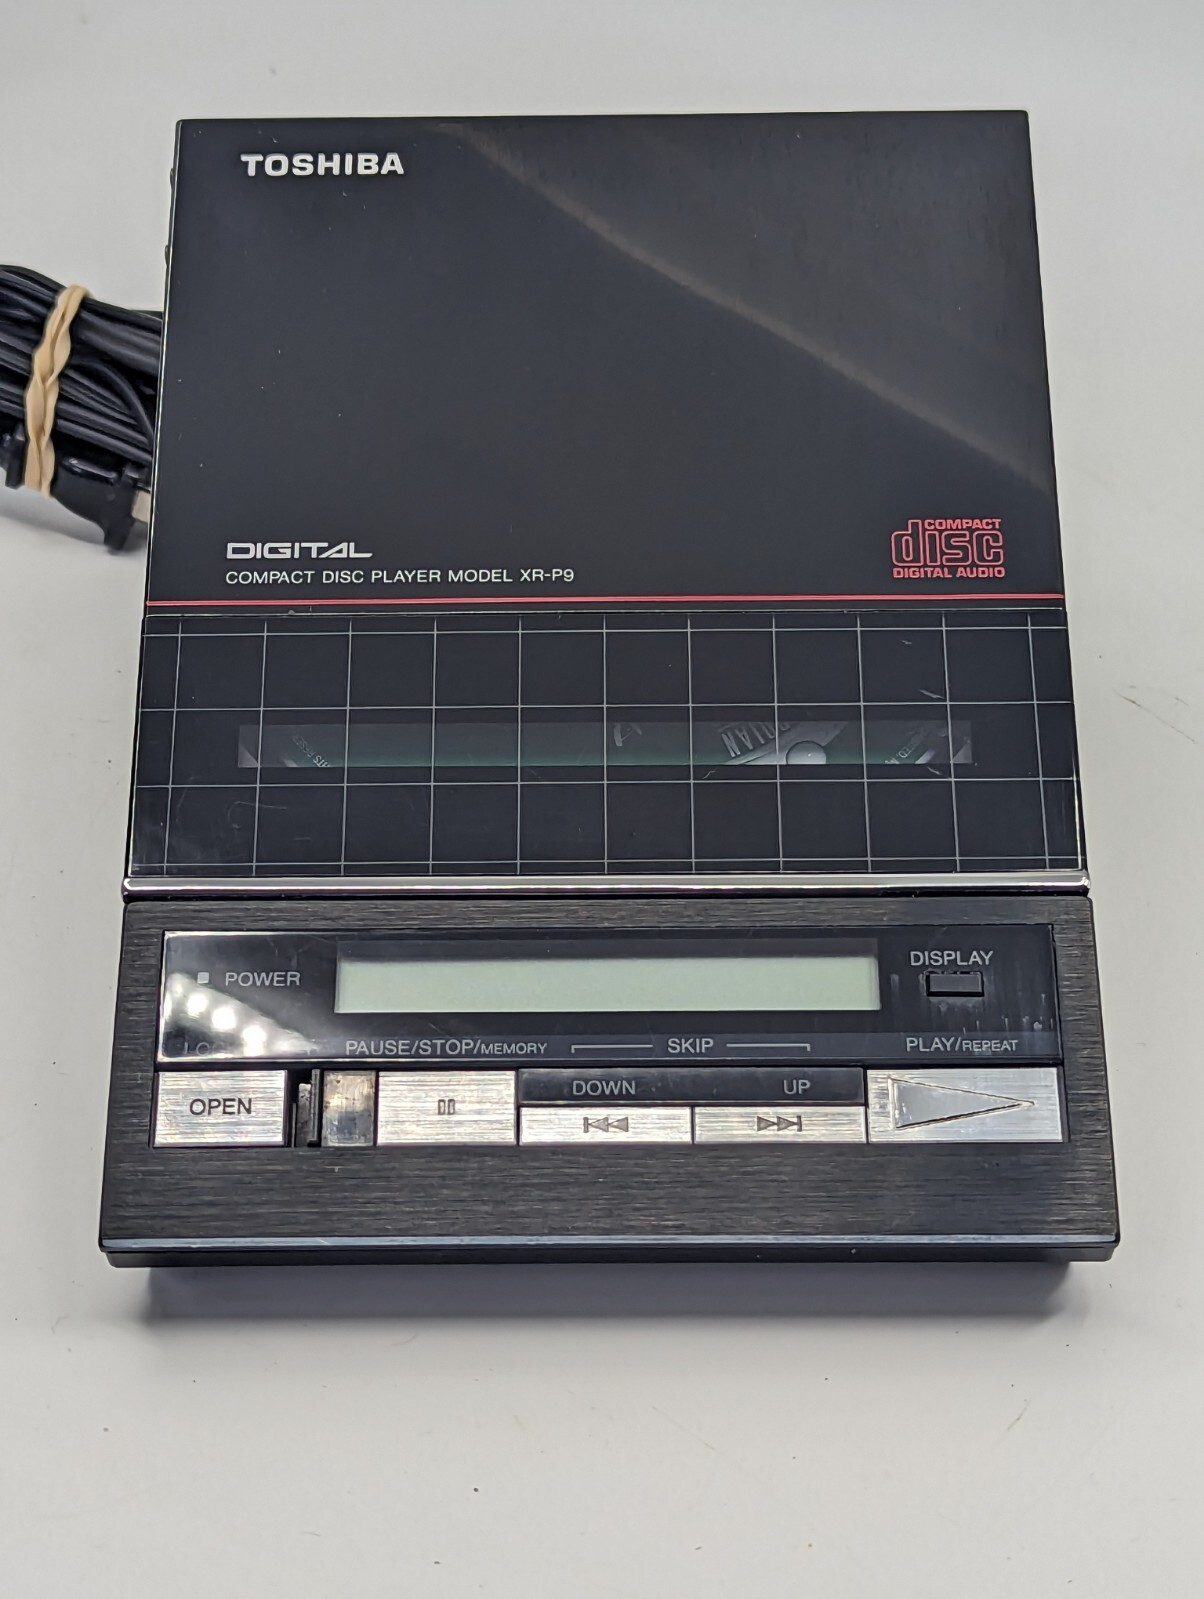 TOSHIBA
DIGITAL
COMPACT DISC PLAYER MODEL XR-P9
COMPACT
disc
DIGITAL AUDIO
POWER
DISPLAY
PAUSE/STOP/MEMORY
SKIP
PLAY/REPEAT
OPEN
DOWN
UP